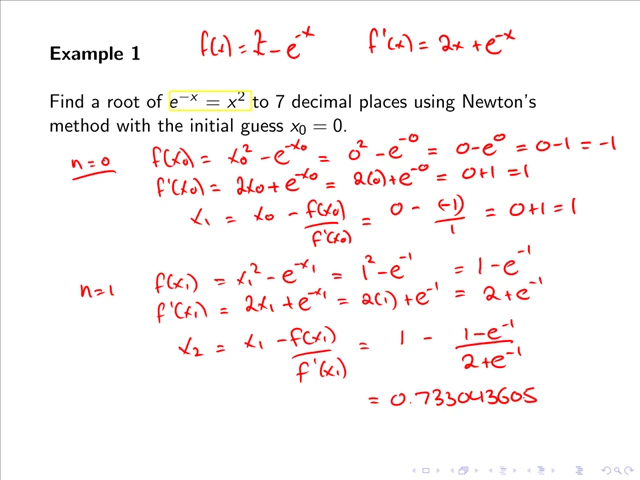 Example 1 f(x) = x² - e^-x f'(x) = 2x + e^-x
Find a root of e^−x = x² to 7 decimal places using Newton's
method with the initial guess x₀ = 0.
n=0 f(x₀) = x₀² - e^-x₀ = 0² - e^-0 = 0 - e^0 = 0 - 1 = -1
f'(x₀) = 2x₀ + e^-x₀ = 2(0) + e^-0 = 0 + 1 = 1
x₁ = x₀ - f(x₀)/f'(x₀) = 0 - (-1)/1 = 0 + 1 = 1
n=1 f(x₁) = x₁² - e^-x₁ = 1² - e^-1 = 1 - e^-1
f'(x₁) = 2x₁ + e^-x₁ = 2(1) + e^-1 = 2 + e^-1
x₂ = x₁ - f(x₁)/f'(x₁) = 1 - (1 - e^-1)/(2 + e^-1)
= 0.733043605